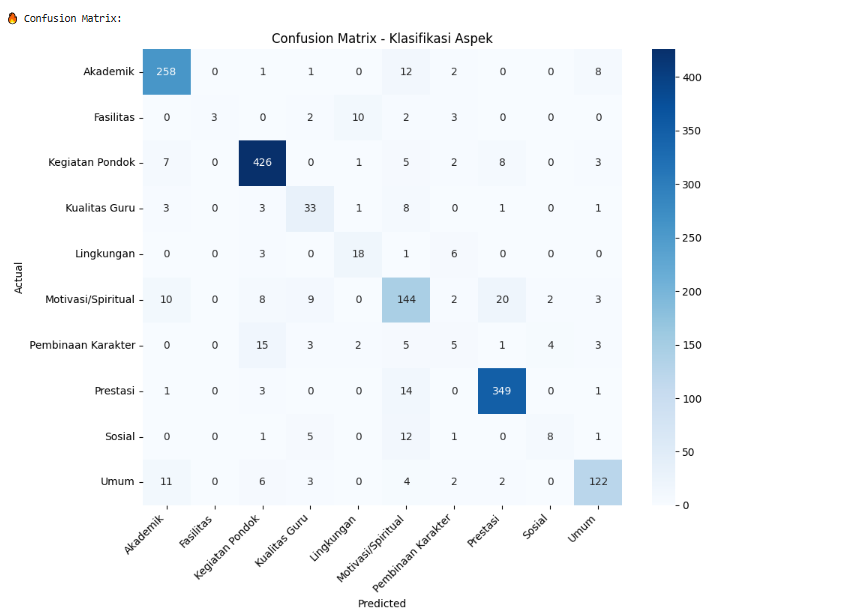 🔥 Confusion Matrix:
Confusion Matrix - Klasifikasi Aspek
Akademik 258 0 1 1 0 12 2 0 0 8
Fasilitas 0 3 0 2 10 2 3 0 0 0
Kegiatan Pondok 7 0 426 0 1 5 2 8 0 3
Kualitas Guru 3 0 3 33 1 8 0 1 0 1
Lingkungan 0 0 3 0 18 1 6 0 0 0
Motivasi/Spiritual 10 0 8 9 0 144 2 20 2 3
Pembinaan Karakter 0 0 15 3 2 5 5 1 4 3
Prestasi 1 0 3 0 0 14 0 349 0 1
Sosial 0 0 1 5 0 12 1 0 8 1
Umum 11 0 6 3 0 4 2 2 0 122
Actual
Akademik Fasilitas Kegiatan Pondok Kualitas Guru Lingkungan Motivasi/Spiritual Pembinaan Karakter Prestasi Sosial Umum
Predicted
400
350
300
250
200
150
100
50
0